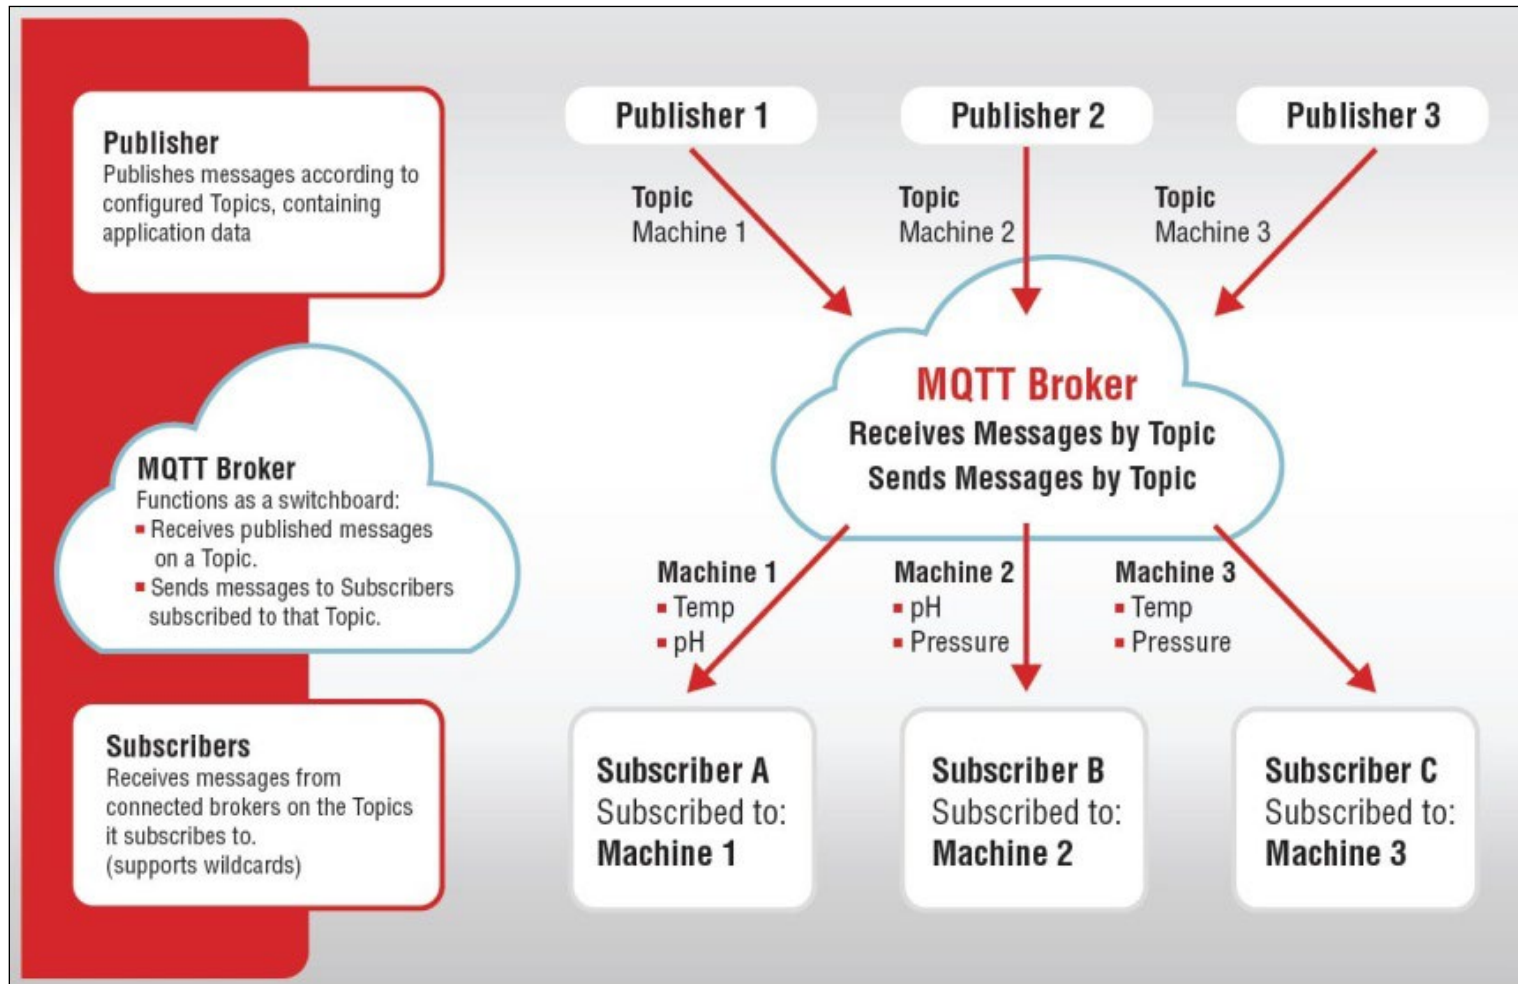 Publisher
Publishes messages according to
configured Topics, containing
application data
MQTT Broker
Functions as a switchboard:
▪ Receives published messages
on a Topic.
▪ Sends messages to Subscribers
subscribed to that Topic.
Subscribers
Receives messages from
connected brokers on the Topics
it subscribes to.
(supports wildcards)
Publisher 1
Publisher 2
Publisher 3
Topic
Machine 1
Topic
Machine 2
Topic
Machine 3
MQTT Broker
Receives Messages by Topic
Sends Messages by Topic
Machine 1
▪ Temp
▪ pH
Machine 2
▪ pH
▪ Pressure
Machine 3
▪ Temp
▪ Pressure
Subscriber A
Subscribed to:
Machine 1
Subscriber B
Subscribed to:
Machine 2
Subscriber C
Subscribed to:
Machine 3